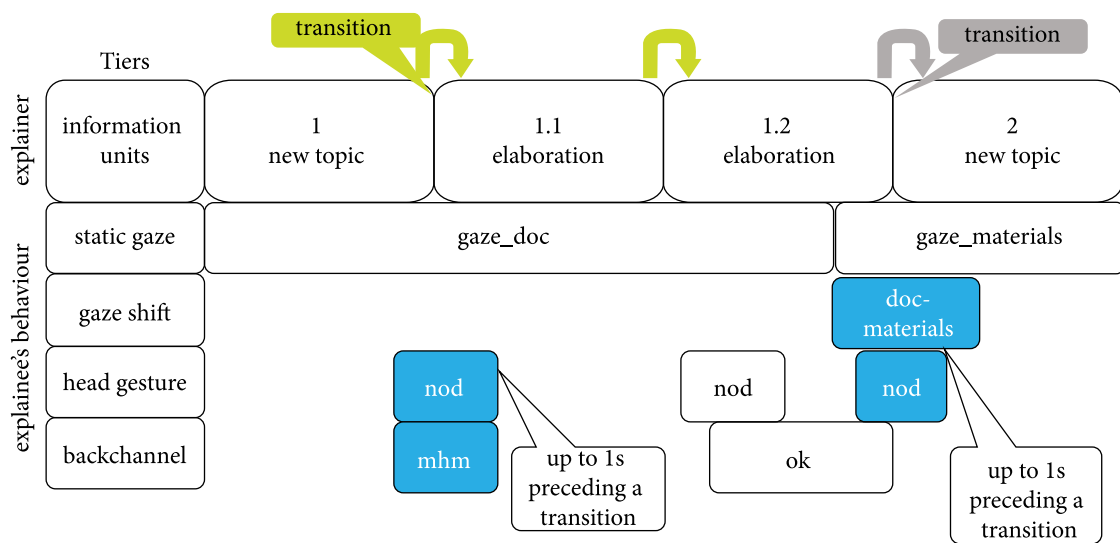 transition
transition
Tiers
explainer
information
units
1
new topic
1.1
elaboration
1.2
elaboration
2
new topic
explainee's behaviour
static gaze
gaze_doc
gaze_materials
gaze shift
doc-
materials
head gesture
nod
nod
nod
backchannel
mhm
ok
up to 1s
preceding a
transition
up to 1s
preceding a
transition